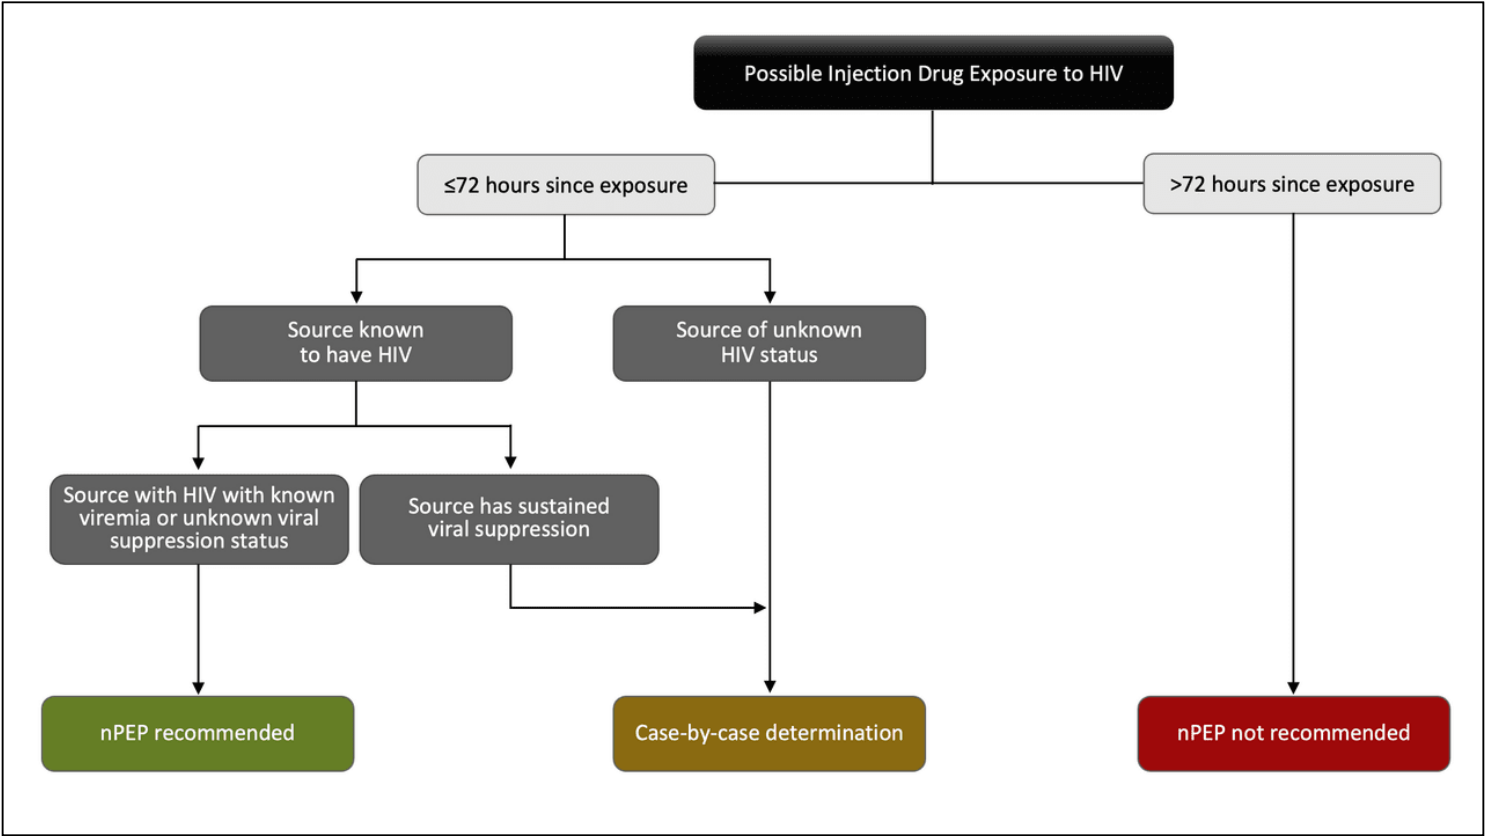 Possible Injection Drug Exposure to HIV
≤72 hours since exposure
>72 hours since exposure
Source known
to have HIV
Source of unknown
HIV status
Source with HIV with known
viremia or unknown viral
suppression status
Source has sustained
viral suppression
nPEP recommended
Case-by-case determination
nPEP not recommended